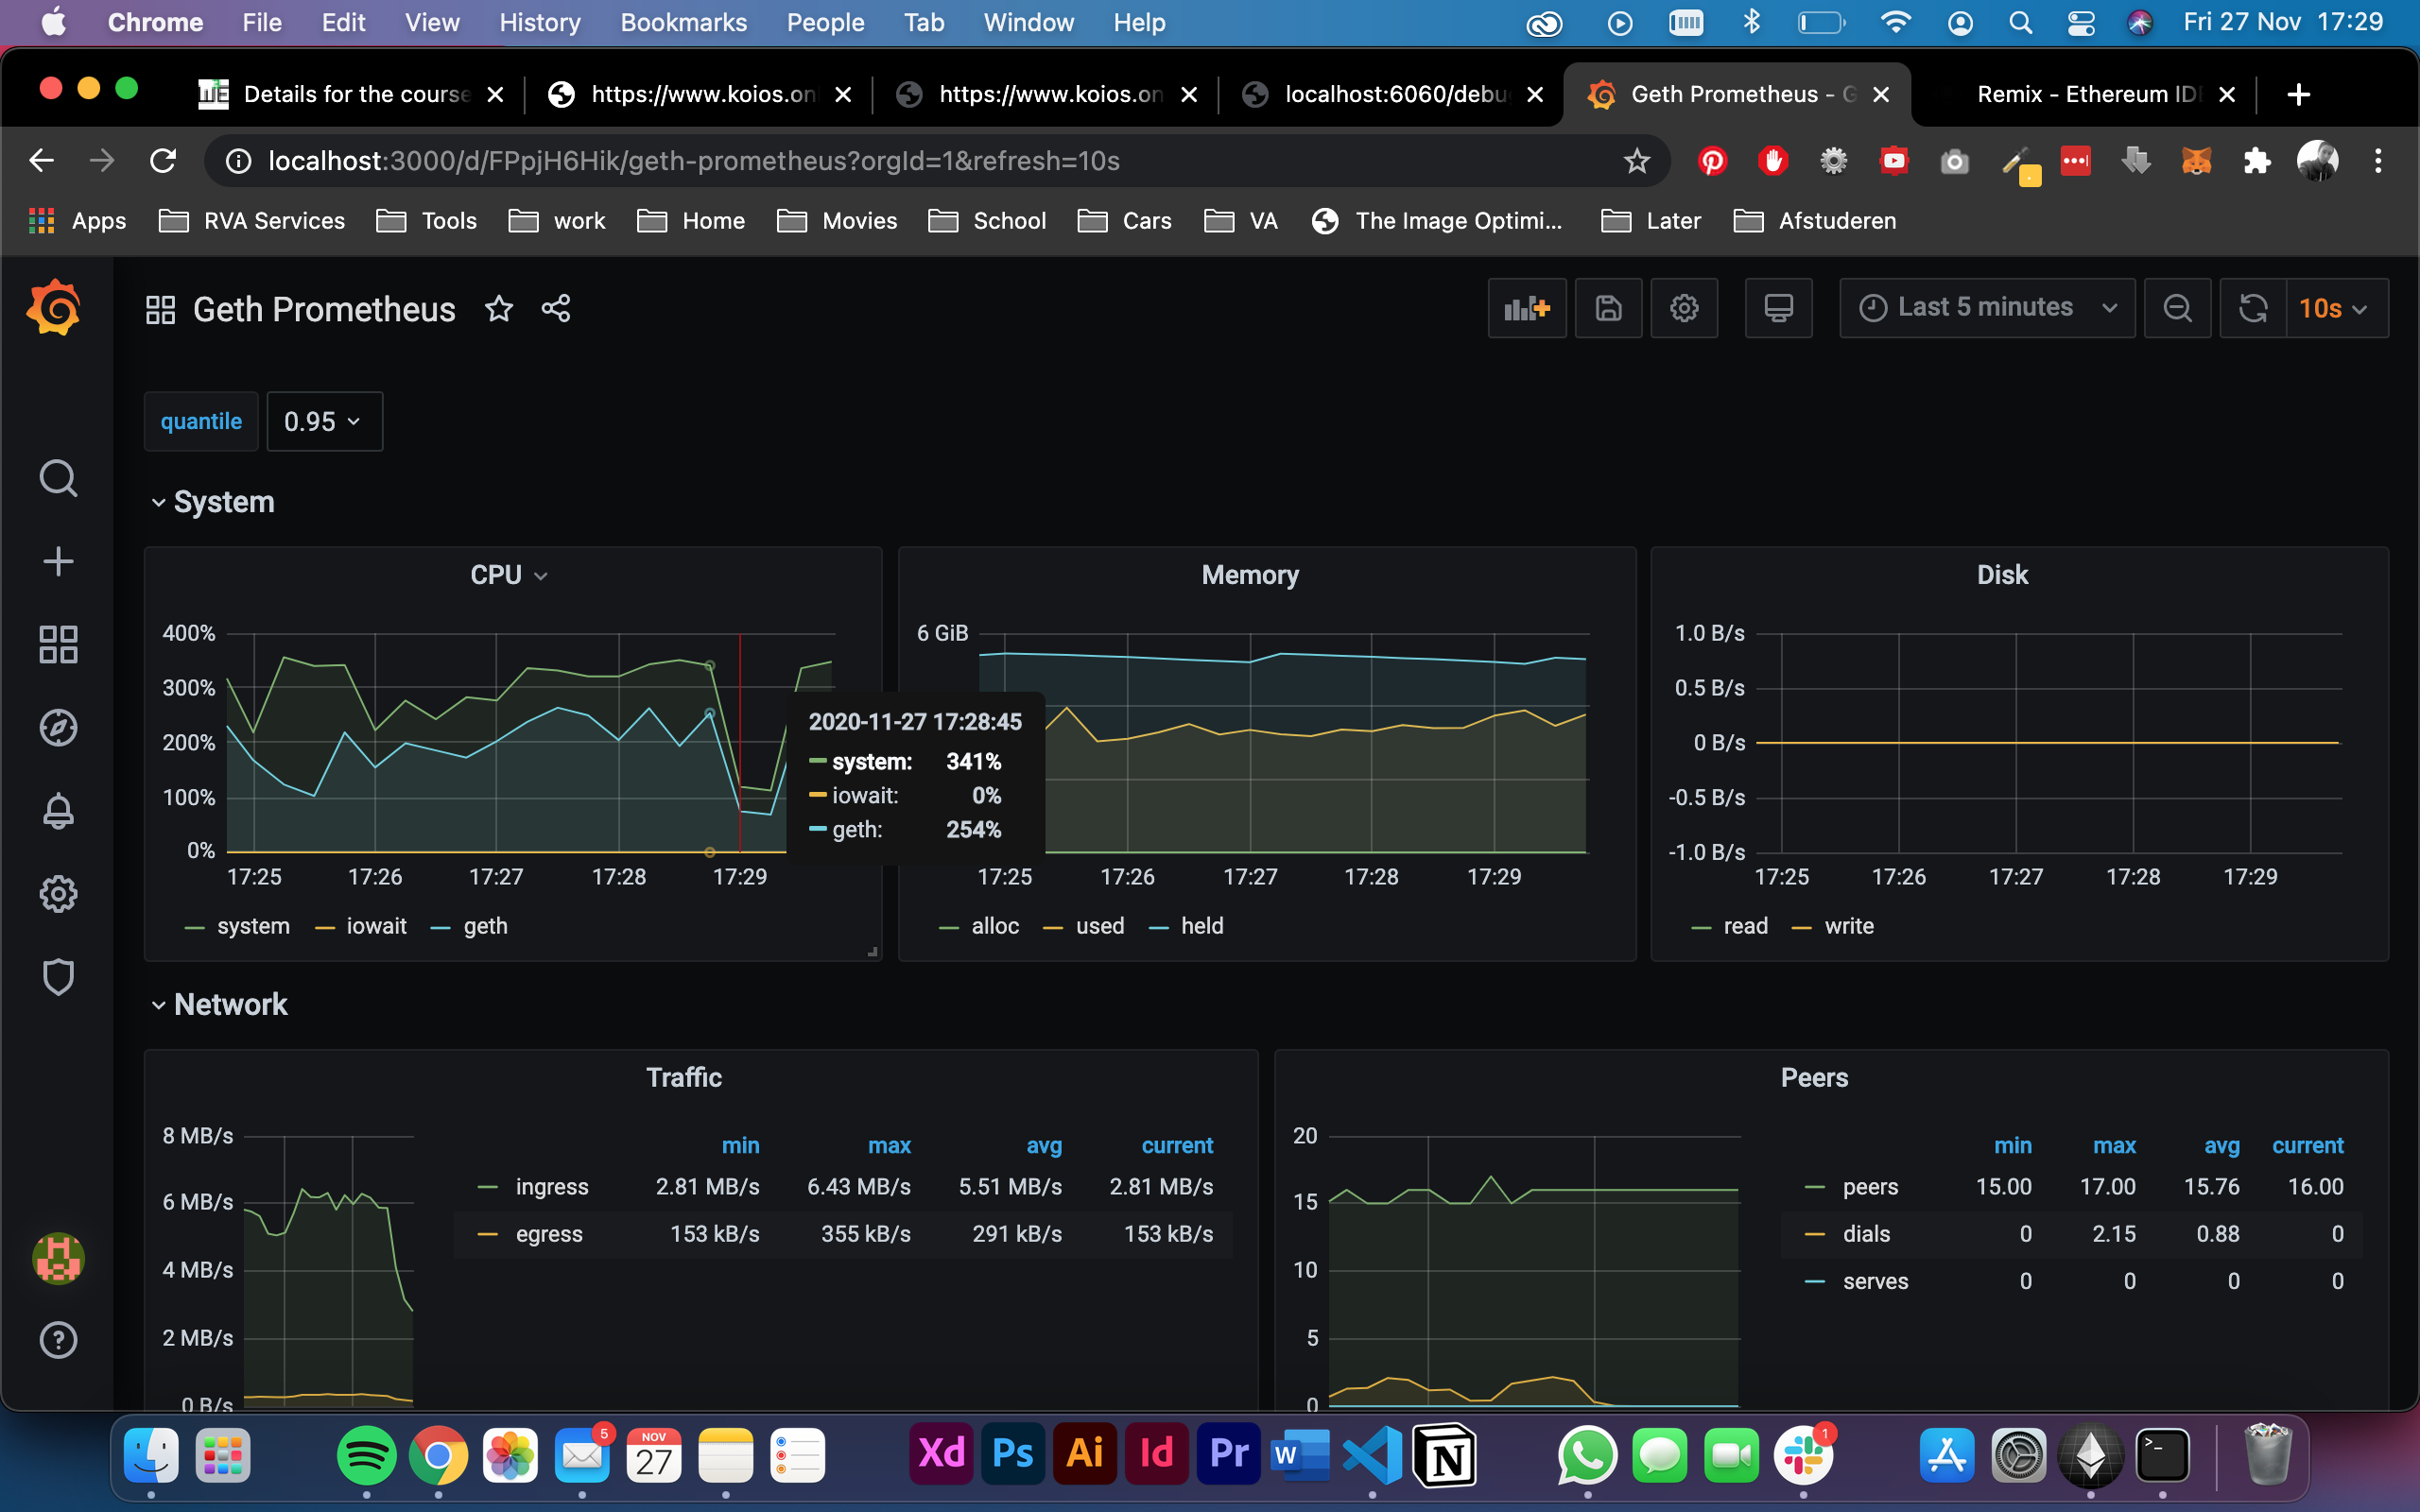 Chrome File Edit View History Bookmarks People Tab Window Help Fri 27 Nov 17:29
Details for the course https://www.koios.on https://www.koios.on localhost:6060/debu Geth Prometheus - G Remix - Ethereum IDE
localhost:3000/d/FPpjH6Hik/geth-prometheus?orgId=1&refresh=10s
Apps RVA Services Tools work Home Movies School Cars VA The Image Optimi... Later Afstuderen
Geth Prometheus Last 5 minutes 10s
quantile 0.95
System
CPU
400%
300%
200%
100%
0%
17:25 17:26 17:27 17:28 17:29
system iowait geth
2020-11-27 17:28:45
system: 341%
iowait: 0%
geth: 254%
Memory
6 GiB
17:25 17:26 17:27 17:28 17:29
alloc used held
Disk
1.0 B/s
0.5 B/s
0 B/s
-0.5 B/s
-1.0 B/s
17:25 17:26 17:27 17:28 17:29
read write
Network
Traffic
8 MB/s
6 MB/s
4 MB/s
2 MB/s
0 B/s
min max avg current
ingress 2.81 MB/s 6.43 MB/s 5.51 MB/s 2.81 MB/s
egress 153 kB/s 355 kB/s 291 kB/s 153 kB/s
Peers
20
15
10
5
0
min max avg current
peers 15.00 17.00 15.76 16.00
dials 0 2.15 0.88 0
serves 0 0 0 0
5 NOV 27 Xd Ps Ai Id Pr W N 1